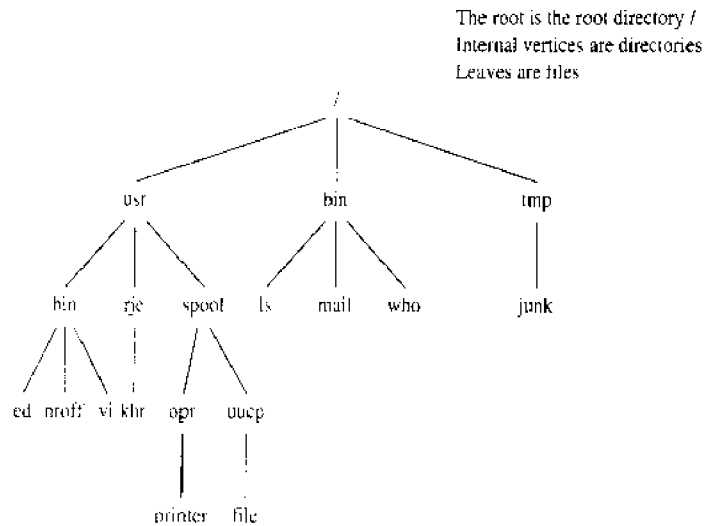 The root is the root directory /
Internal vertices are directories
Leaves are files
/
usr bin tmp
bin rje spool ls mail who junk
ed nroff vi khr opr uucp
printer file